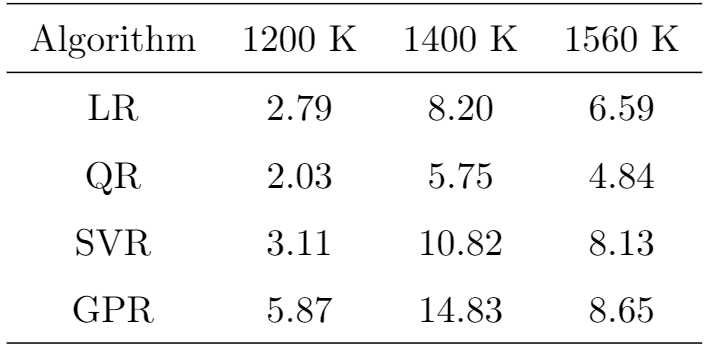 Algorithm 1200 K 1400 K 1560 K
LR 2.79 8.20 6.59
QR 2.03 5.75 4.84
SVR 3.11 10.82 8.13
GPR 5.87 14.83 8.65